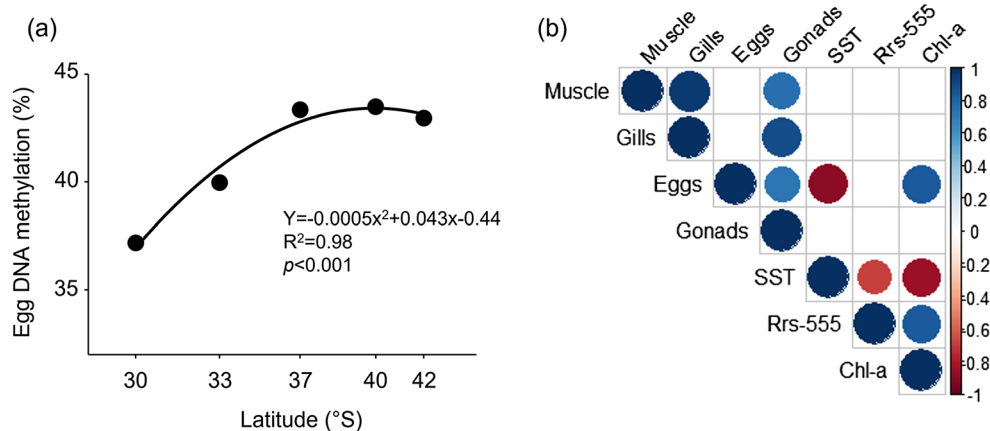 (a)
45
40
35
30
33
37
40
42
Egg DNA methylation (%)
Latitude (°S)
Y=-0.0005x²+0.043x-0.44
R²=0.98
p<0.001
(b)
Muscle
Gills
Eggs
Gonads
SST
Rrs-555
Chl-a
Muscle
Gills
Eggs
Gonads
SST
Rrs-555
Chl-a
1
0.8
0.6
0.4
0.2
0
-0.2
-0.4
-0.6
-0.8
-1